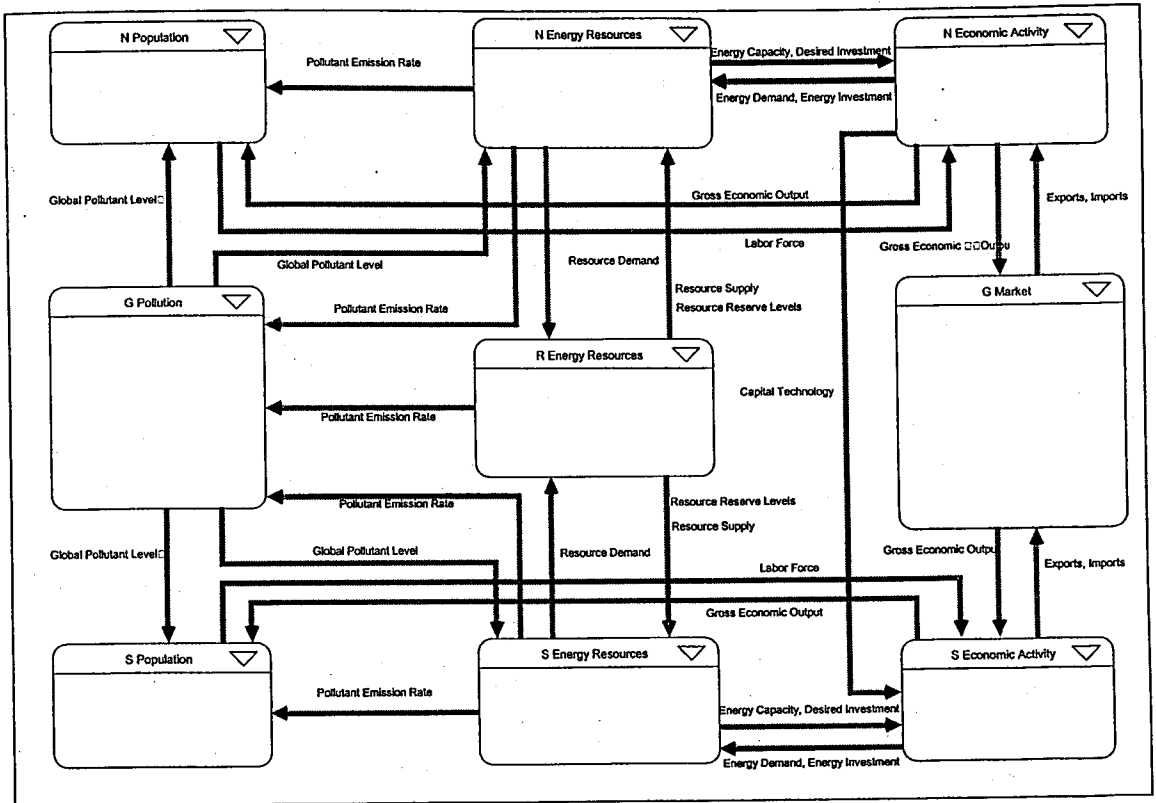 N Population
N Energy Resources
N Economic Activity
Pollutant Emission Rate
Energy Capacity, Desired Investment
Energy Demand, Energy Investment
Global Pollutant Level
Gross Economic Output
Exports, Imports
Labor Force
Gross Economic □□Outpu
Global Pollutant Level
Resource Demand
Resource Supply
Resource Reserve Levels
G Pollution
G Market
Pollutant Emission Rate
R Energy Resources
Capital Technology
Pollutant Emission Rate
Pollutant Emission Rate
Resource Reserve Levels
Resource Supply
Global Pollutant Level
Global Pollutant Level
Resource Demand
Gross Economic Outpu
Labor Force
Exports, Imports
Gross Economic Output
S Population
S Energy Resources
S Economic Activity
Pollutant Emission Rate
Energy Capacity, Desired Investment
Energy Demand, Energy Investment